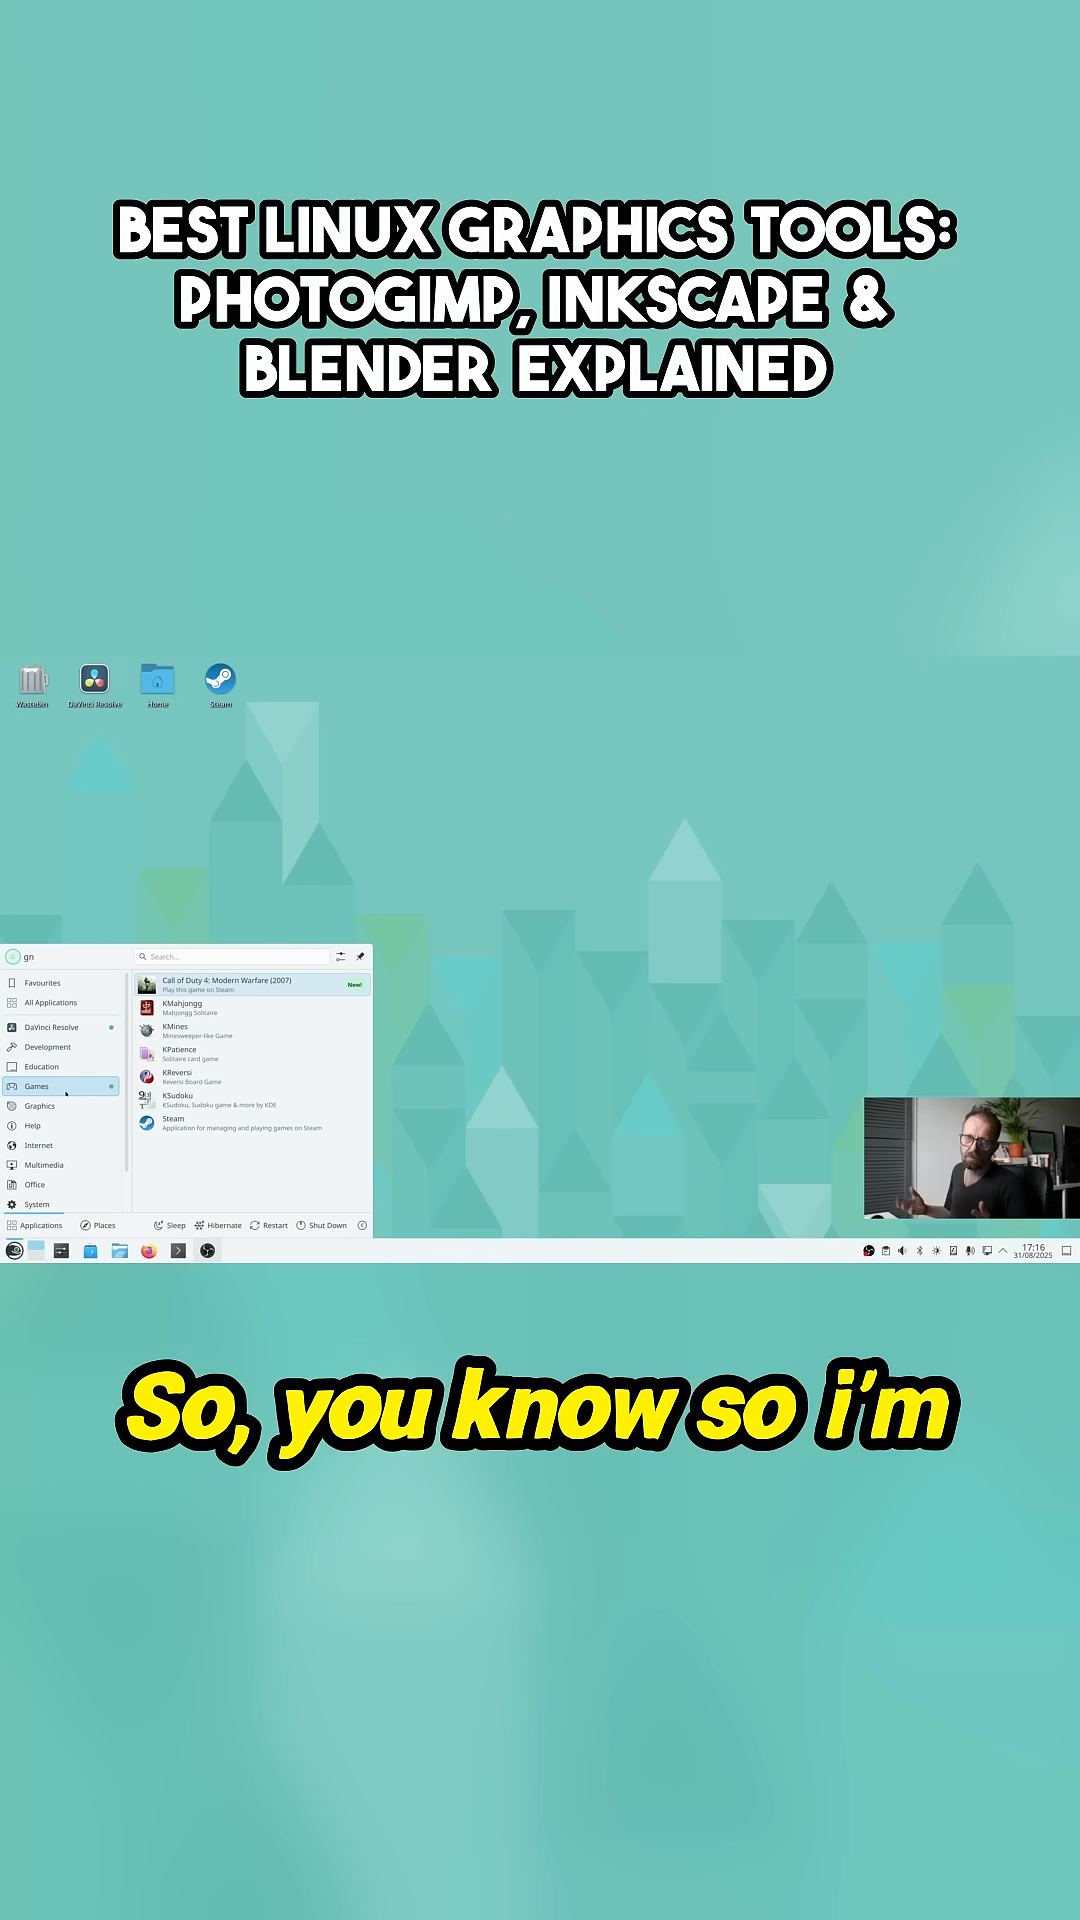 BEST LINUX GRAPHICS TOOLS:
PHOTOGIMP, INKSCAPE &
BLENDER EXPLAINED
Wastebin
DaVinci Resolve
Home
Steam
gn
Search...
Favourites
All Applications
DaVinci Resolve
Development
Education
Games
Graphics
Help
Internet
Multimedia
Office
System
Call of Duty 4: Modern Warfare (2007)
Play this game on Steam
New!
KMahjongg
Mahjongg Solitaire
KMines
Minesweeper-like Game
KPatience
Solitaire card game
KReversi
Reversi Board Game
KSudoku
KSudoku, Sudoku game & more by KDE
Steam
Application for managing and playing games on Steam
Applications
Places
Sleep
Hibernate
Restart
Shut Down
17:16
31/08/2025
So, you know so i'm